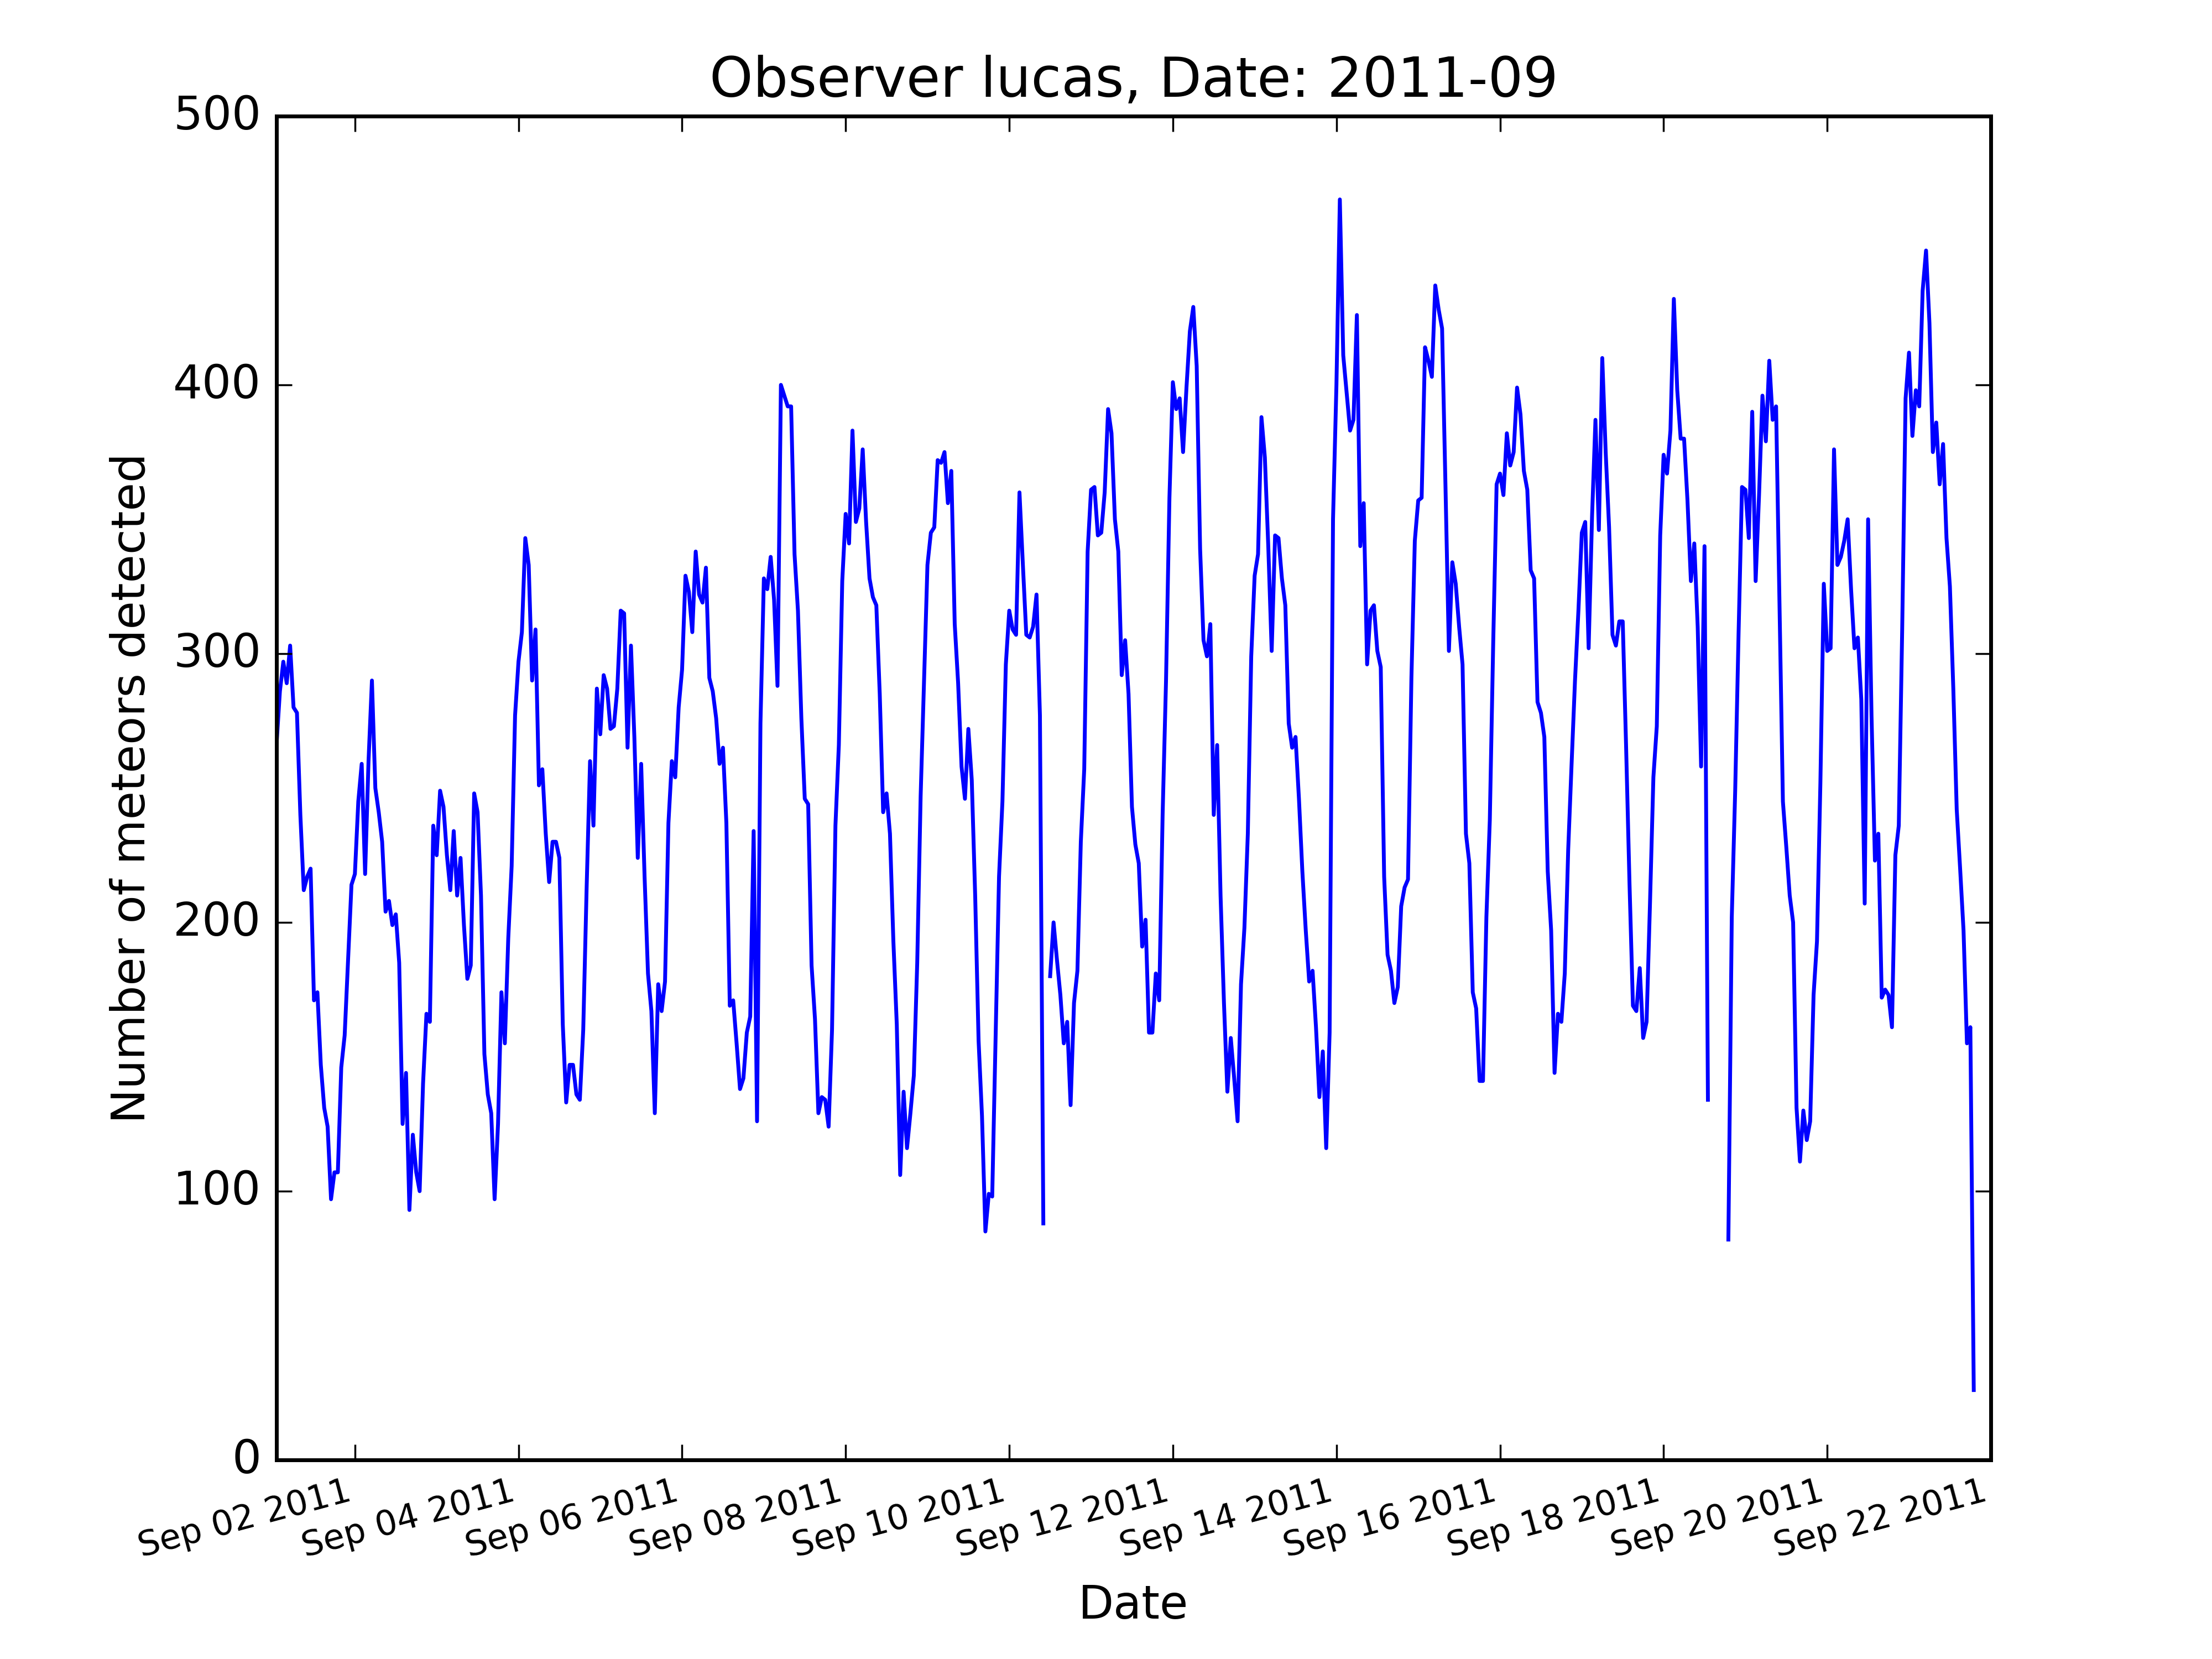 Observer lucas, Date: 2011-09
500
400
300
200
100
0
Number of meteors detected
Sep 02 2011
Sep 04 2011
Sep 06 2011
Sep 08 2011
Sep 10 2011
Sep 12 2011
Sep 14 2011
Sep 16 2011
Sep 18 2011
Sep 20 2011
Sep 22 2011
Date